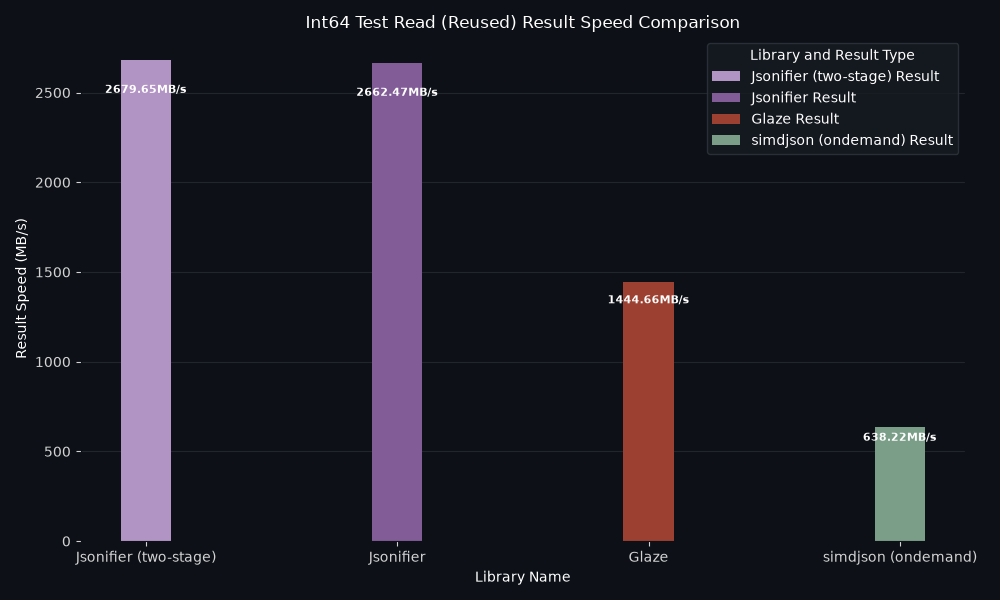 Int64 Test Read (Reused) Result Speed Comparison
Library and Result Type
Jsonifier (two-stage) Result
Jsonifier Result
Glaze Result
simdjson (ondemand) Result
2679.65MB/s
2662.47MB/s
1444.66MB/s
638.22MB/s
Result Speed (MB/s)
2500
2000
1500
1000
500
0
Jsonifier (two-stage)
Jsonifier
Glaze
simdjson (ondemand)
Library Name